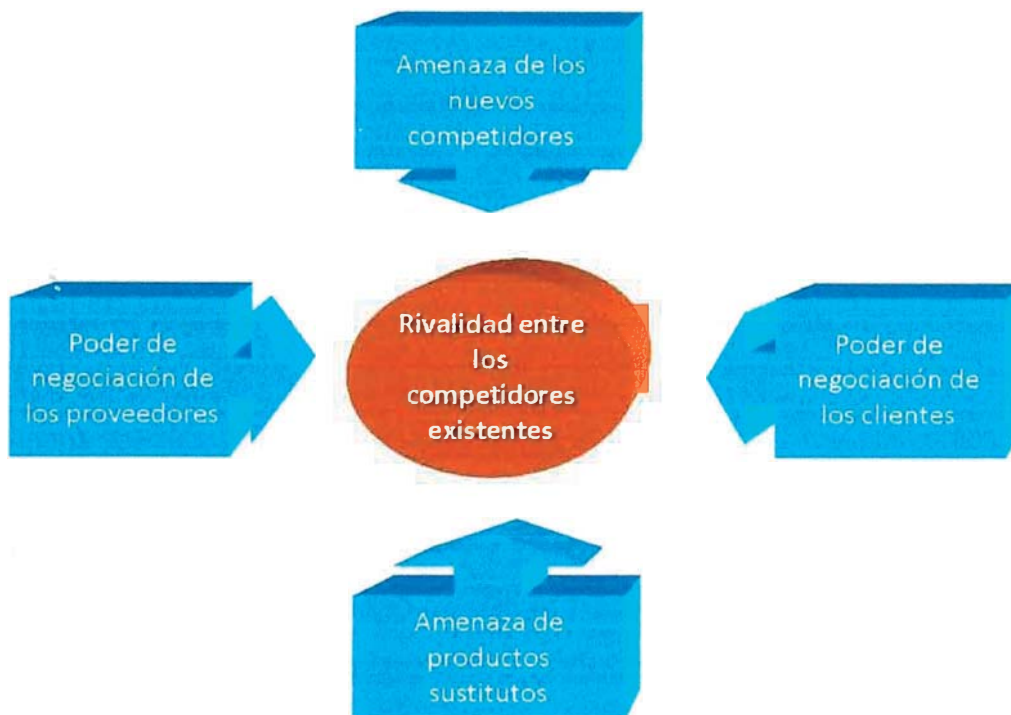 Amenaza de los
nuevos
competidores
Poder de
negociación de
los proveedores
Rivalidad entre
los
competidores
existentes
Poder de
negociación de
los clientes
Amenaza de
productos
sustitutos